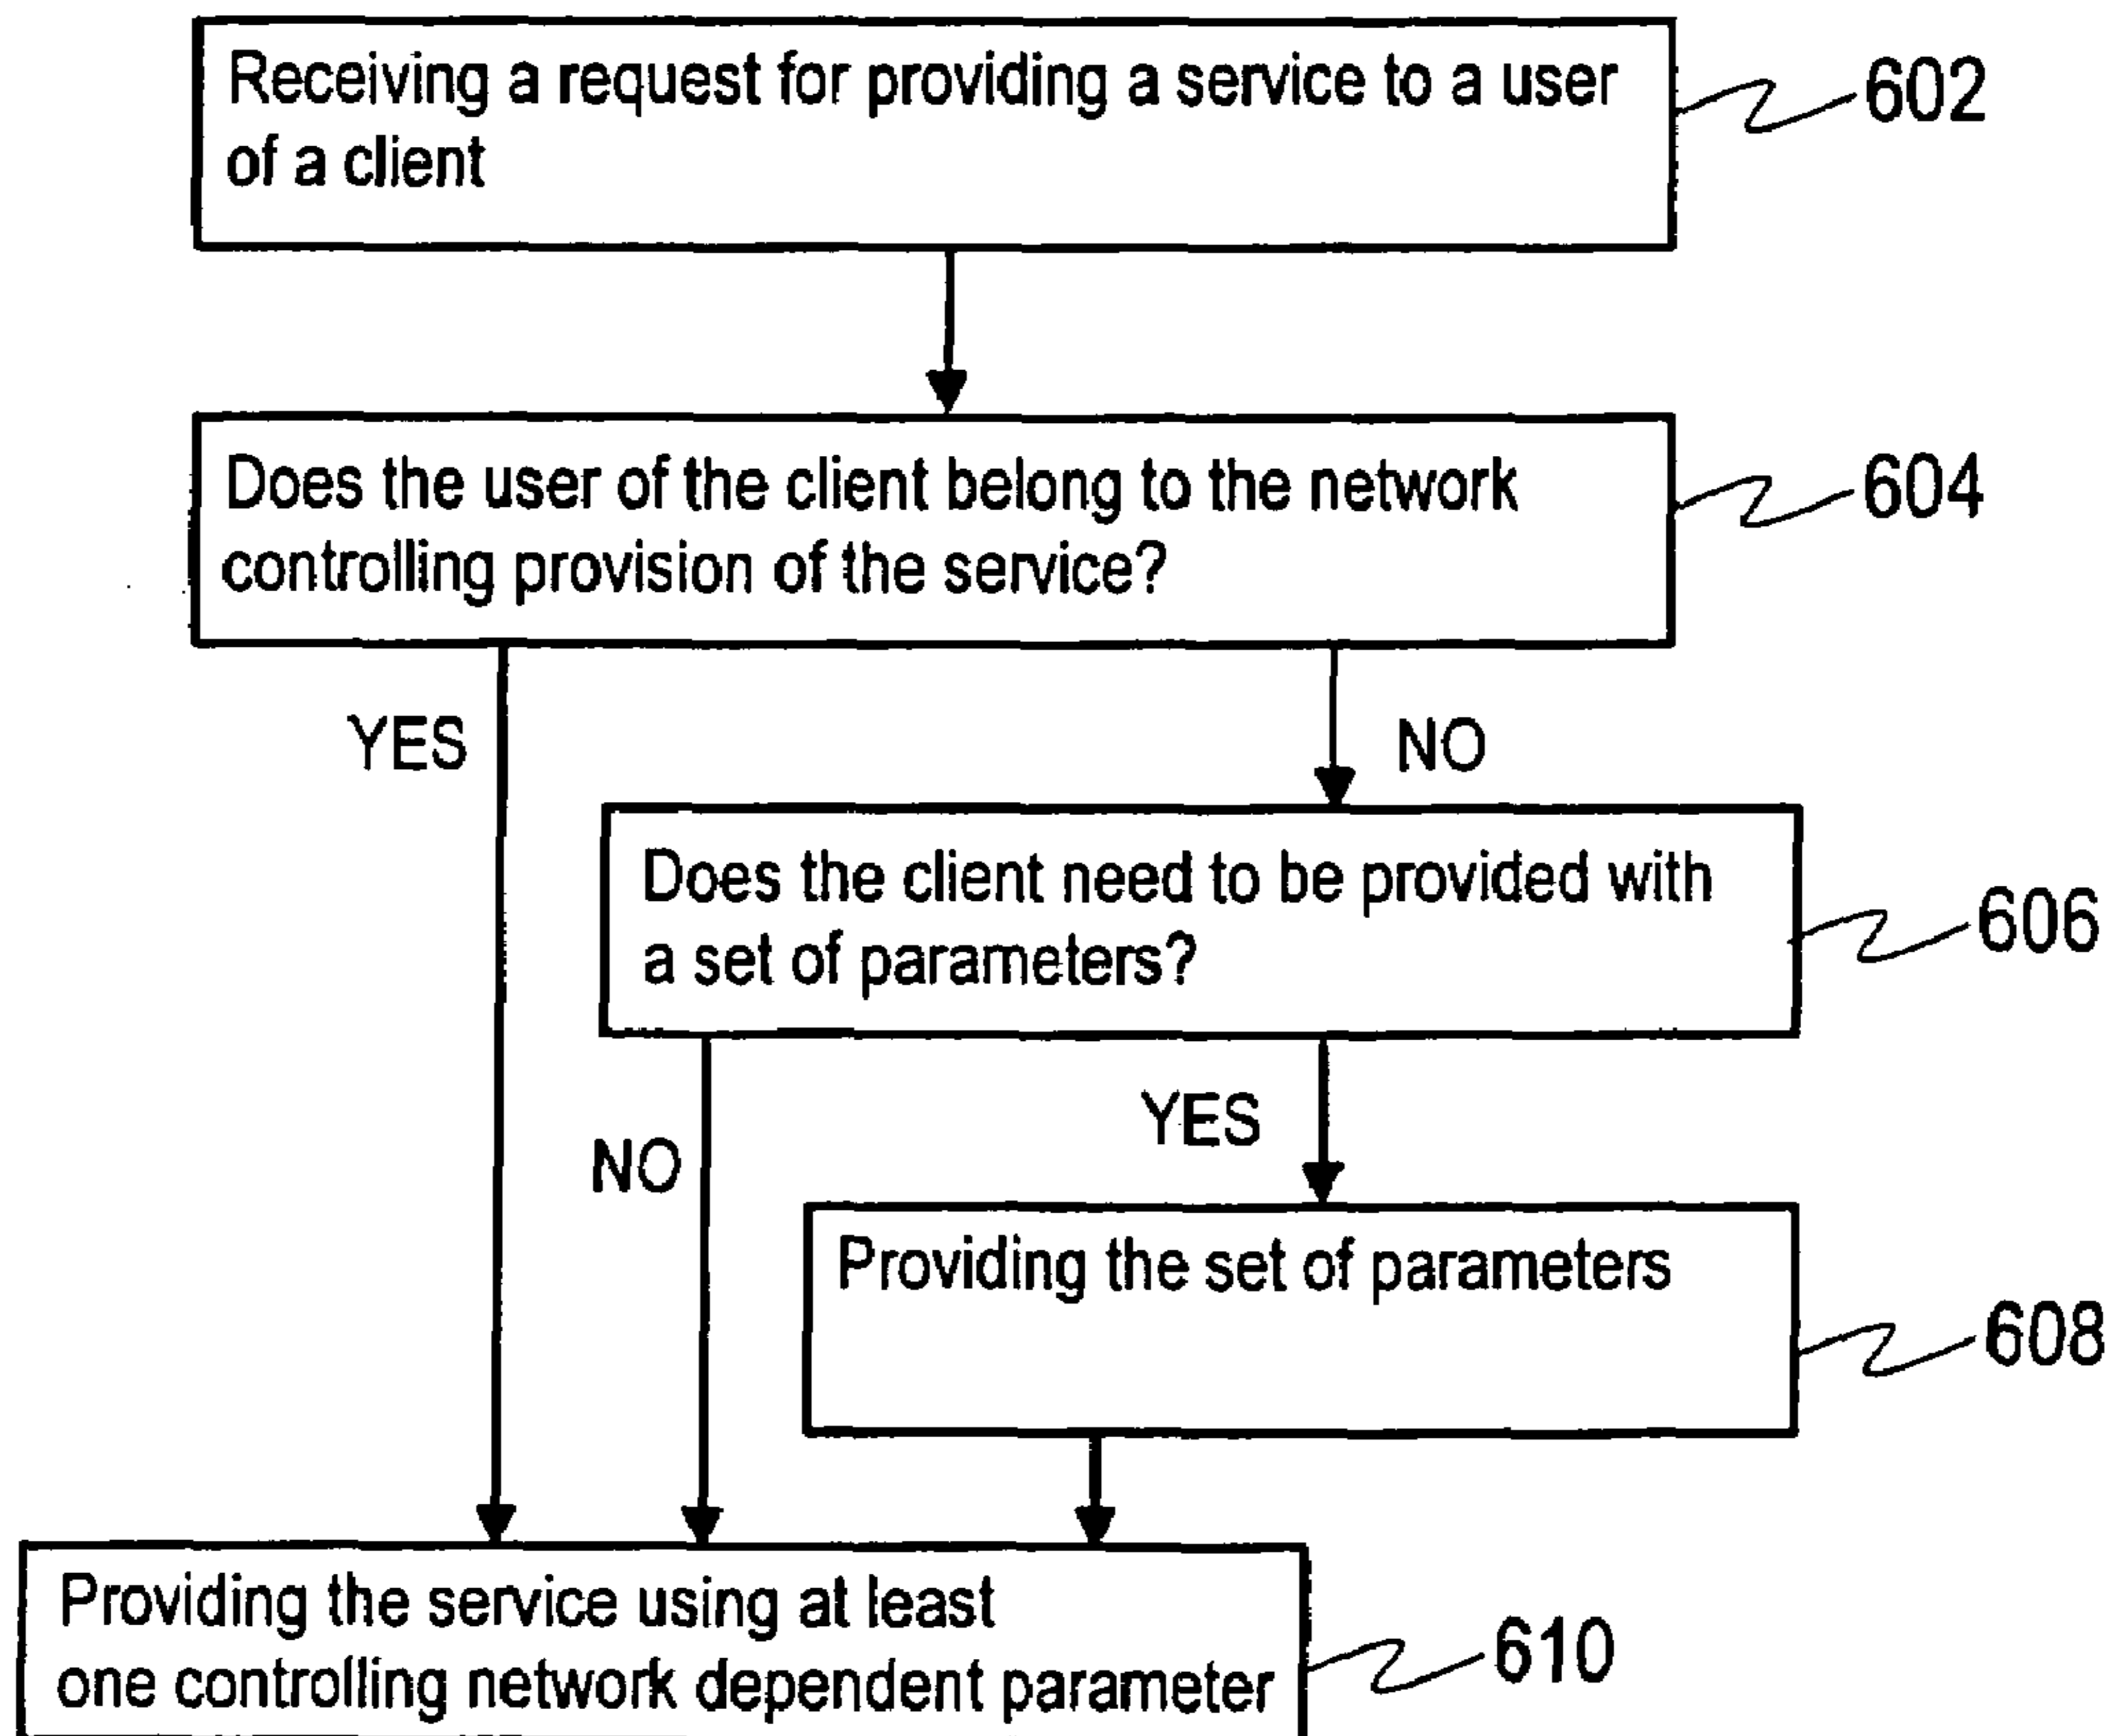 Receiving a request for providing a service to a user
of a client
602
Does the user of the client belong to the network
controlling provision of the service?
604
YES
NO
Does the client need to be provided with
a set of parameters?
606
YES
NO
Providing the set of parameters
608
Providing the service using at least
one controlling network dependent parameter
610